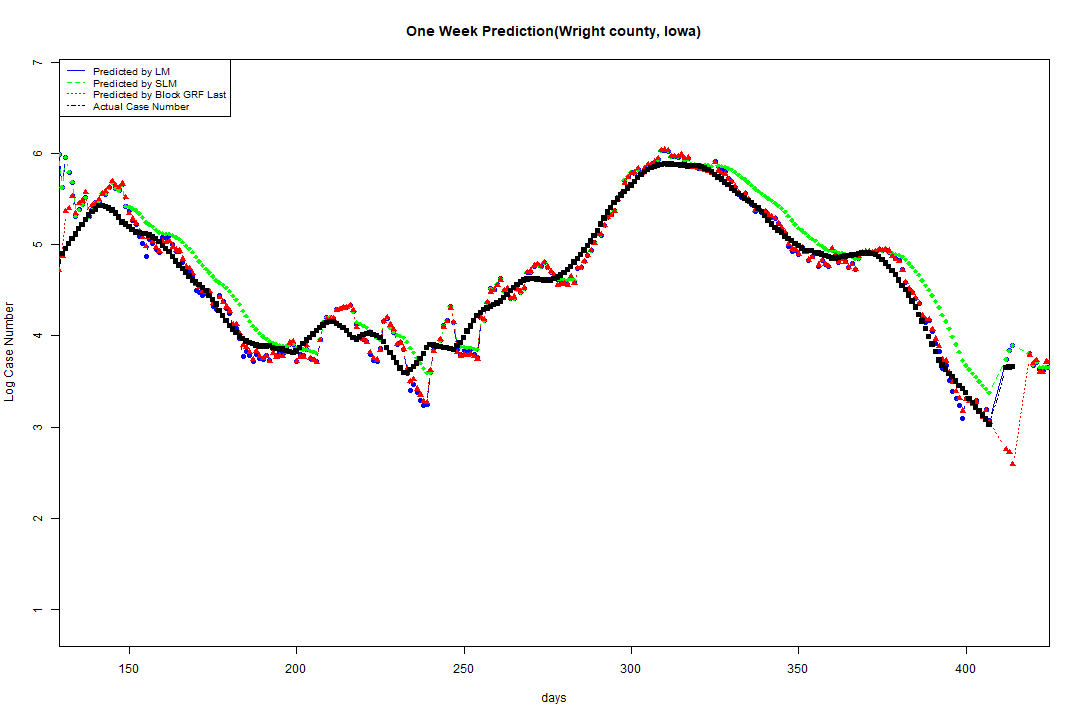 One Week Prediction(Wright county, Iowa)
Predicted by LM
Predicted by SLM
Predicted by Block GRF Last
Actual Case Number
7
6
5
4
3
2
1
Log Case Number
150 200 250 300 350 400
days